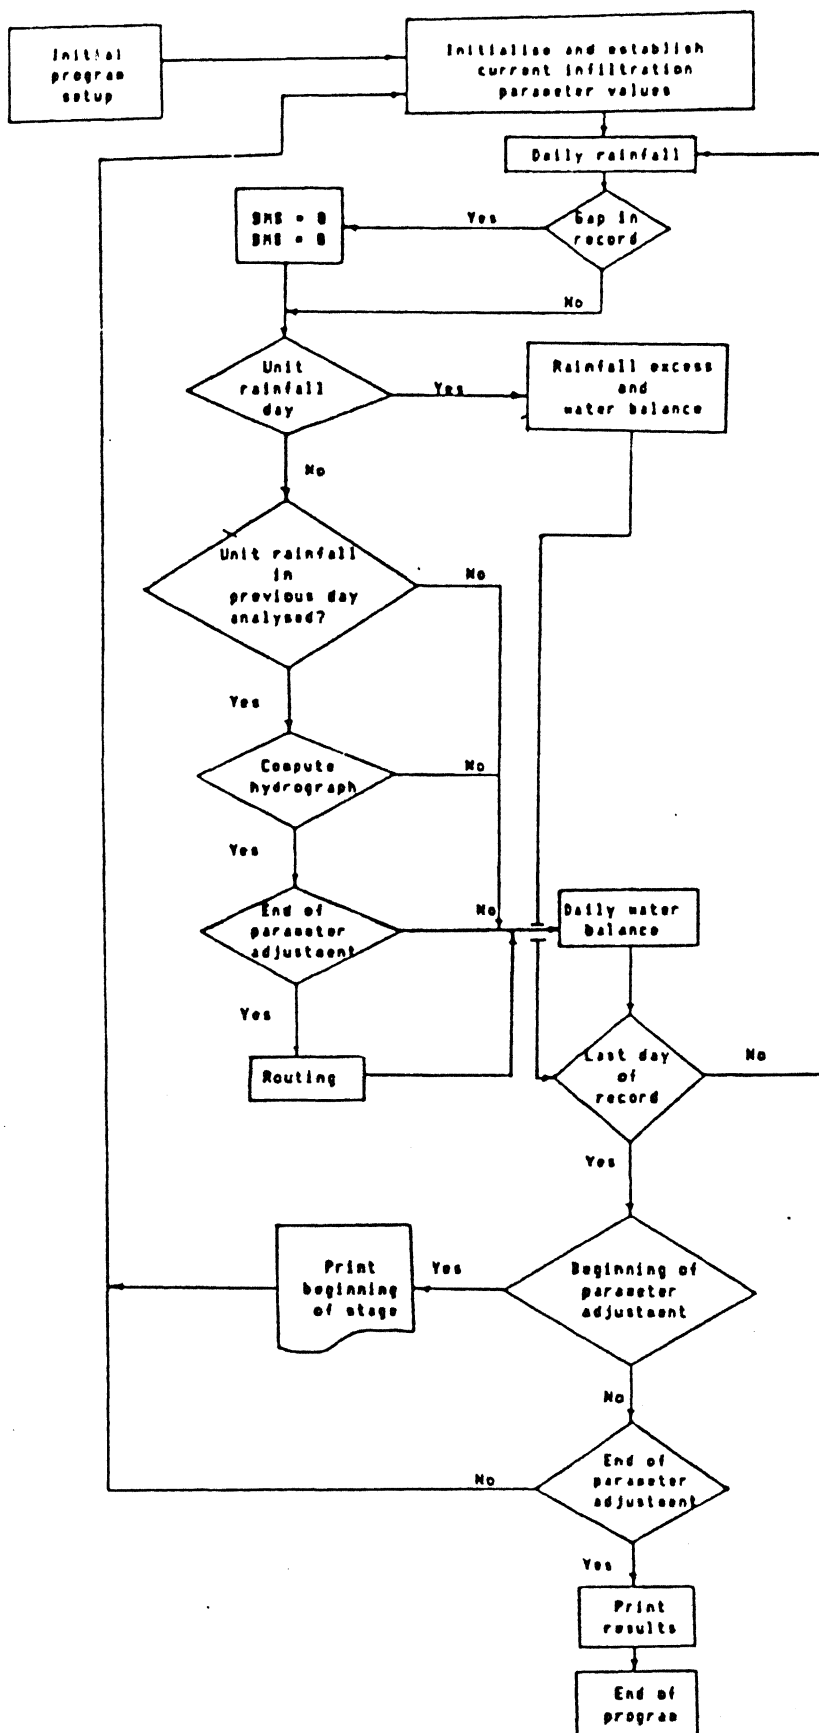 Initial
program
setup
Initialise and establish
current infiltration
parameter values
Daily rainfall
Gap in
record
Yes
No
Unit
rainfall
day
Yes
Rainfall excess
and
water balance
No
Unit rainfall
in
previous day
analysed?
No
Yes
Compute
hydrograph
No
Yes
End of
parameter
adjustment
No
Daily water
balance
Yes
Routing
Last day
of
record
No
Yes
Beginning of
parameter
adjustment
Yes
Print
beginning
of stage
No
End of
parameter
adjustment
No
Yes
Print
results
End of
program